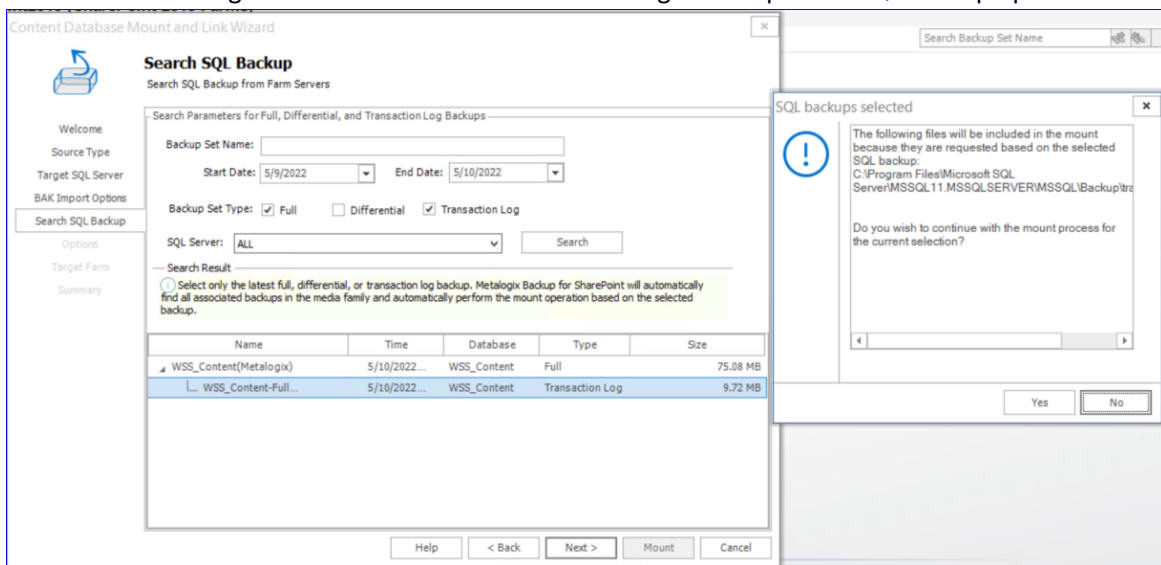 Content Database Mount and Link Wizard
Search Backup Set Name
Search SQL Backup
Search SQL Backup from Farm Servers
Welcome
Source Type
Target SQL Server
BAK Import Options
Search SQL Backup
Options
Target Farm
Summary
Search Parameters for Full, Differential, and Transaction Log Backups
Backup Set Name:
Start Date: 5/9/2022 End Date: 5/10/2022
Backup Set Type: Full Differential Transaction Log
SQL Server: ALL Search
Search Result
Select only the latest full, differential, or transaction log backup. Metalogix Backup for SharePoint will automatically
find all associated backups in the media family and automatically perform the mount operation based on the selected
backup.
Name Time Database Type Size
WSS_Content(Metalogix) 5/10/2022... WSS_Content Full 75.08 MB
WSS_Content-Full... 5/10/2022... WSS_Content Transaction Log 9.72 MB
Help < Back Next > Mount Cancel
SQL backups selected
The following files will be included in the mount
because they are requested based on the selected
SQL backup:
C:\Program Files\Microsoft SQL
Server\MSSQL11.MSSQLSERVER\MSSQL\Backup\tra
Do you wish to continue with the mount process for
the current selection?
Yes No